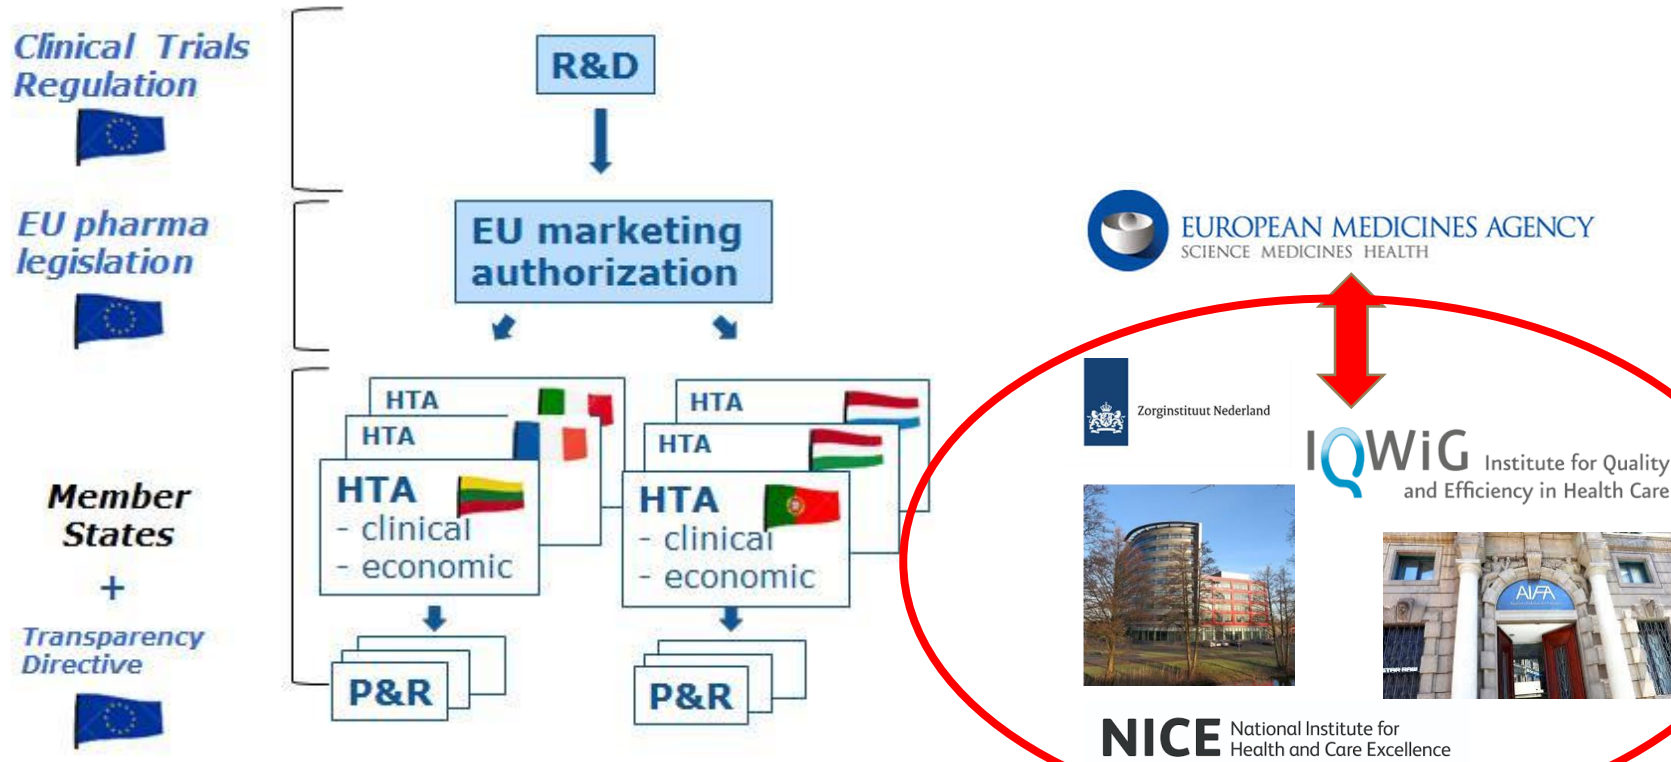 Clinical Trials
Regulation
R&D
EU pharma
legislation
EU marketing
authorization
Member
States
+
Transparency
Directive
HTA
HTA
HTA
- clinical
- economic
P&R
HTA
HTA
HTA
- clinical
- economic
P&R
EUROPEAN MEDICINES AGENCY
SCIENCE MEDICINES HEALTH
Zorginstituut Nederland
IQWiG Institute for Quality
and Efficiency in Health Care
AIFA
NICE National Institute for
Health and Care Excellence